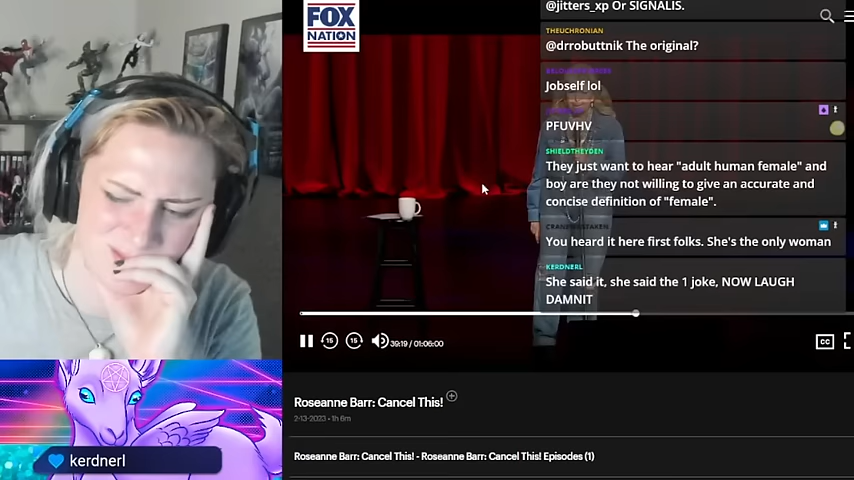 FOX
NATION
@jitters_xp Or SIGNALIS.
THEUCHRONIAN
@drrobuttnik The original?
Jobself lol
PFUVHV
SHIELDTHEYDEN
They just want to hear "adult human female" and
boy are they not willing to give an accurate and
concise definition of "female".
You heard it here first folks. She's the only woman
KERDNERL
She said it, she said the 1 joke, NOW LAUGH
DAMNIT
15
15
39:19 / 01:06:00
CC
Roseanne Barr: Cancel This!
2-13-2023 • 1h 6m
Roseanne Barr: Cancel This! - Roseanne Barr: Cancel This! Episodes (1)
kerdnerl